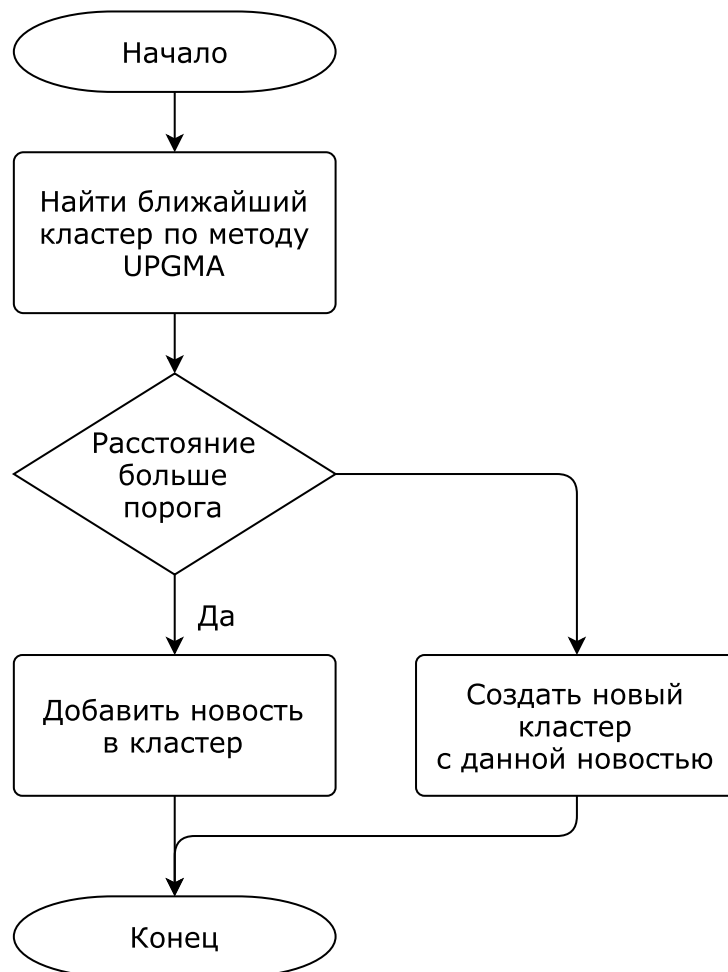 Начало
Найти ближайший
кластер по методу
UPGMA
Расстояние
больше
порога
Да
Добавить новость
в кластер
Создать новый
кластер
с данной новостью
Конец